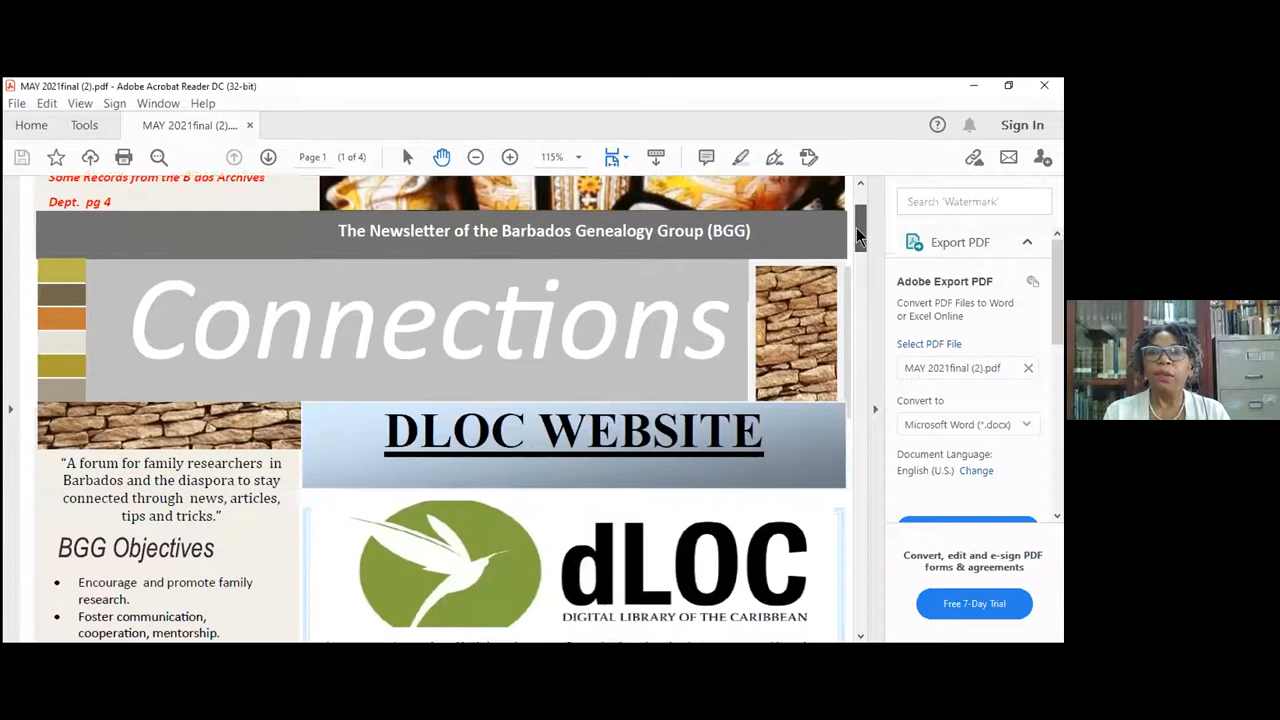 MAY 2021final (2).pdf - Adobe Acrobat Reader DC (32-bit)
File Edit View Sign Window Help
Home Tools MAY 2021final (2).... × Sign In
Page 1 (1 of 4) 115%
Some Records from the B'dos Archives
Dept. pg 4
The Newsletter of the Barbados Genealogy Group (BGG)
Connections
DLOC WEBSITE
“A forum for family researchers in
Barbados and the diaspora to stay
connected through news, articles,
tips and tricks.”
BGG Objectives
• Encourage and promote family
research.
• Foster communication,
cooperation, mentorship.
dLOC
DIGITAL LIBRARY OF THE CARIBBEAN
Search 'Watermark'
Export PDF
Adobe Export PDF
Convert PDF Files to Word
or Excel Online
Select PDF File
MAY 2021final (2).pdf
Convert to
Microsoft Word (*.docx)
Document Language:
English (U.S.) Change
Convert, edit and e-sign PDF
forms & agreements
Free 7-Day Trial